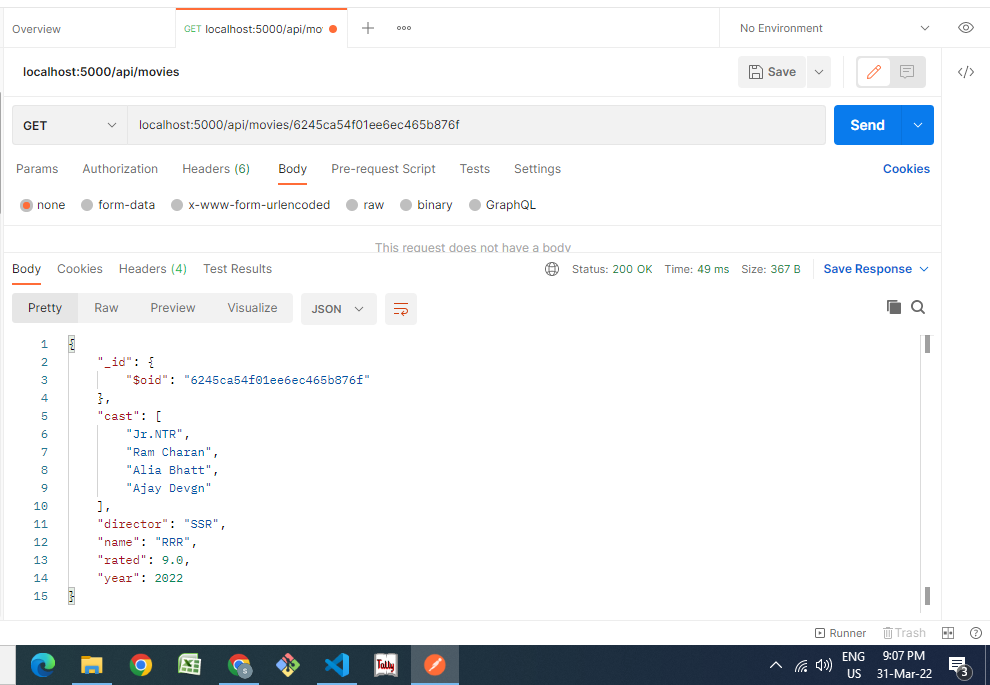 Overview
GET localhost:5000/api/mo
No Environment
localhost:5000/api/movies
Save
GET
localhost:5000/api/movies/6245ca54f01ee6ec465b876f
Send
Params Authorization Headers (6) Body Pre-request Script Tests Settings Cookies
none form-data x-www-form-urlencoded raw binary GraphQL
This request does not have a body
Body Cookies Headers (4) Test Results Status: 200 OK Time: 49 ms Size: 367 B Save Response
Pretty Raw Preview Visualize JSON
1 {
2 "_id": {
3 "$oid": "6245ca54f01ee6ec465b876f"
4 },
5 "cast": [
6 "Jr.NTR",
7 "Ram Charan",
8 "Alia Bhatt",
9 "Ajay Devgn"
10 ],
11 "director": "SSR",
12 "name": "RRR",
13 "rated": 9.0,
14 "year": 2022
15 }
Runner Trash
S
Tally
ENG
US
9:07 PM
31-Mar-22
3